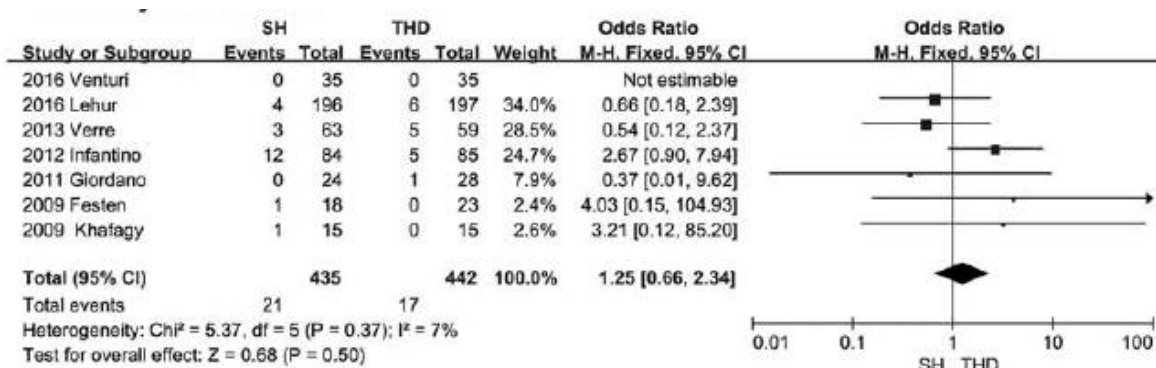 SH THD Odds Ratio Odds Ratio
Study or Subgroup Events Total Events Total Weight M-H, Fixed, 95% CI M-H, Fixed, 95% CI
2016 Venturi 0 35 0 35 Not estimable
2016 Lehur 4 196 6 197 34.0% 0.66 [0.18, 2.39]
2013 Verre 3 63 5 59 28.5% 0.54 [0.12, 2.37]
2012 Infantino 12 84 5 85 24.7% 2.67 [0.90, 7.94]
2011 Giordano 0 24 1 28 7.9% 0.37 [0.01, 9.62]
2009 Festen 1 18 0 23 2.4% 4.03 [0.15, 104.93]
2009 Khafagy 1 15 0 15 2.6% 3.21 [0.12, 85.20]
Total (95% CI) 435 442 100.0% 1.25 [0.66, 2.34]
Total events 21 17
Heterogeneity: Chi² = 5.37, df = 5 (P = 0.37); I² = 7%
Test for overall effect: Z = 0.68 (P = 0.50)
0.01 0.1 1 10 100
SH THD